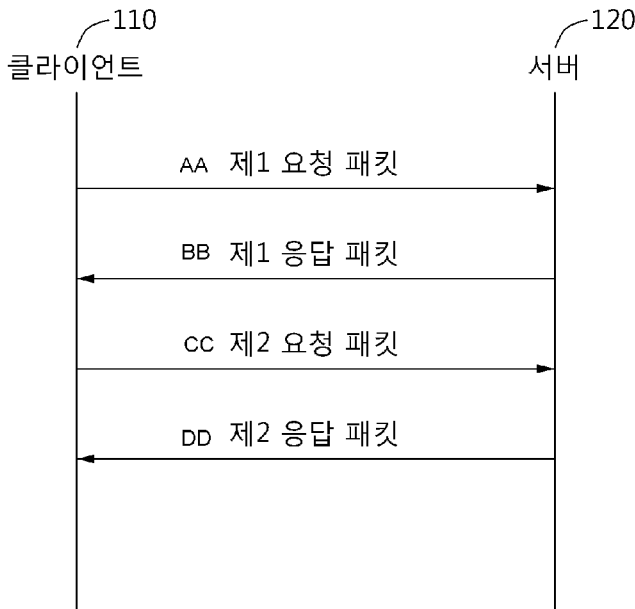 110
120
클라이언트
서버
AA 제1 요청 패킷
BB 제1 응답 패킷
CC 제2 요청 패킷
DD 제2 응답 패킷